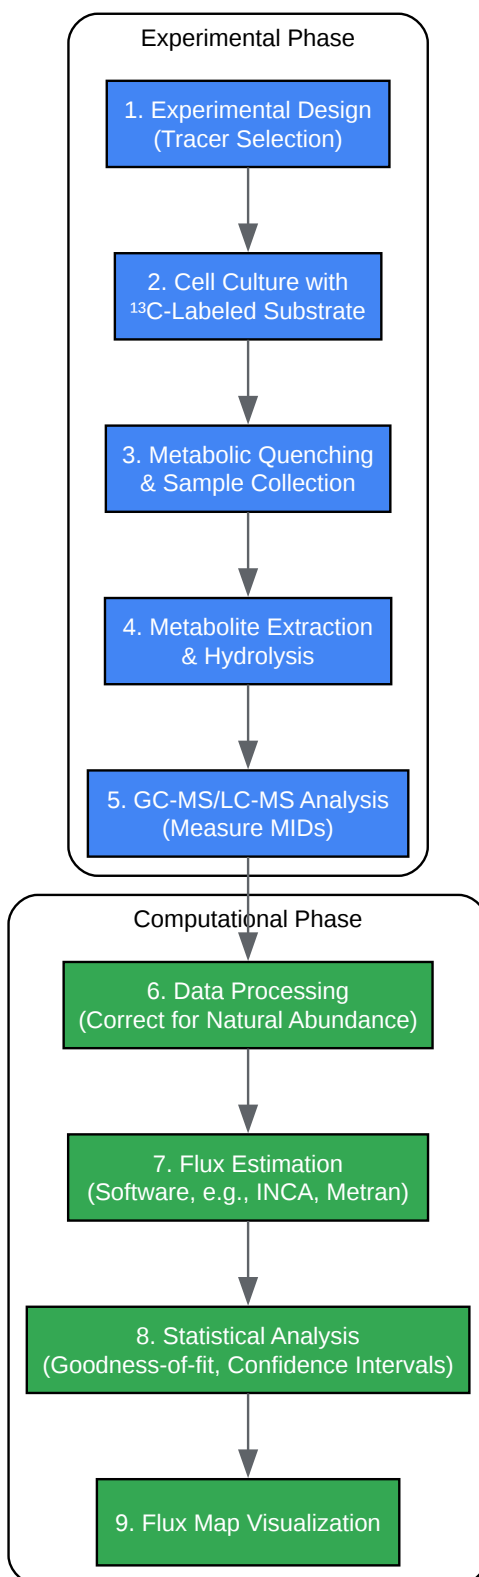 Experimental Phase
1. Experimental Design
(Tracer Selection)
2. Cell Culture with
¹³C-Labeled Substrate
3. Metabolic Quenching
& Sample Collection
4. Metabolite Extraction
& Hydrolysis
5. GC-MS/LC-MS Analysis
(Measure MIDs)
Computational Phase
6. Data Processing
(Correct for Natural Abundance)
7. Flux Estimation
(Software, e.g., INCA, Metran)
8. Statistical Analysis
(Goodness-of-fit, Confidence Intervals)
9. Flux Map Visualization